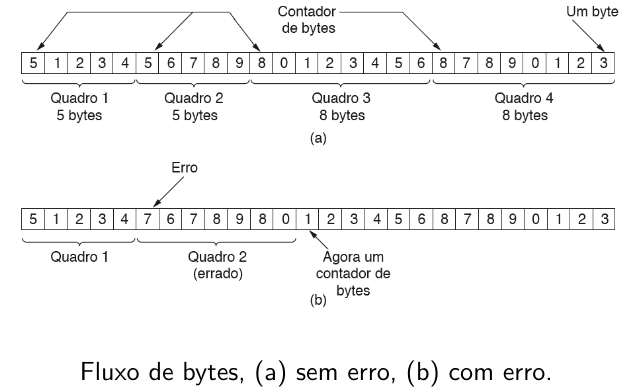 Contador
de bytes
Um byte
5 1 2 3 4 5 6 7 8 9 8 0 1 2 3 4 5 6 8 7 8 9 0 1 2 3
Quadro 1
5 bytes
Quadro 2
5 bytes
Quadro 3
8 bytes
Quadro 4
8 bytes
(a)
Erro
5 1 2 3 4 7 6 7 8 9 8 0 1 2 3 4 5 6 8 7 8 9 0 1 2 3
Quadro 1
Quadro 2
(errado)
Agora um
contador de
bytes
(b)
Fluxo de bytes, (a) sem erro, (b) com erro.